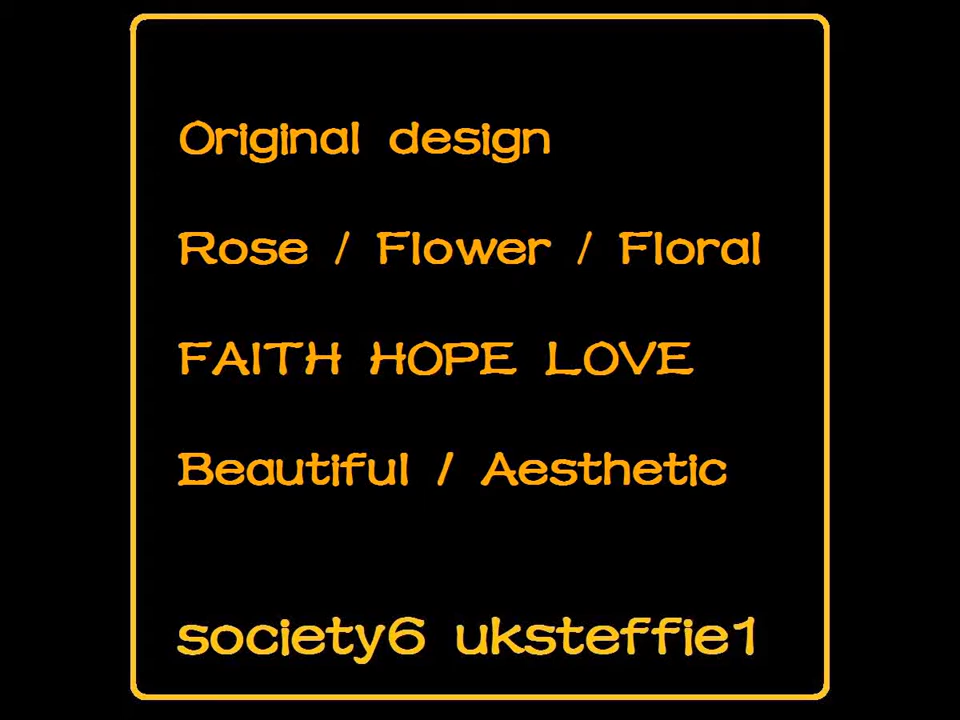 Original design
Rose / Flower / Floral
FAITH HOPE LOVE
Beautiful / Aesthetic
society6 uksteffie1